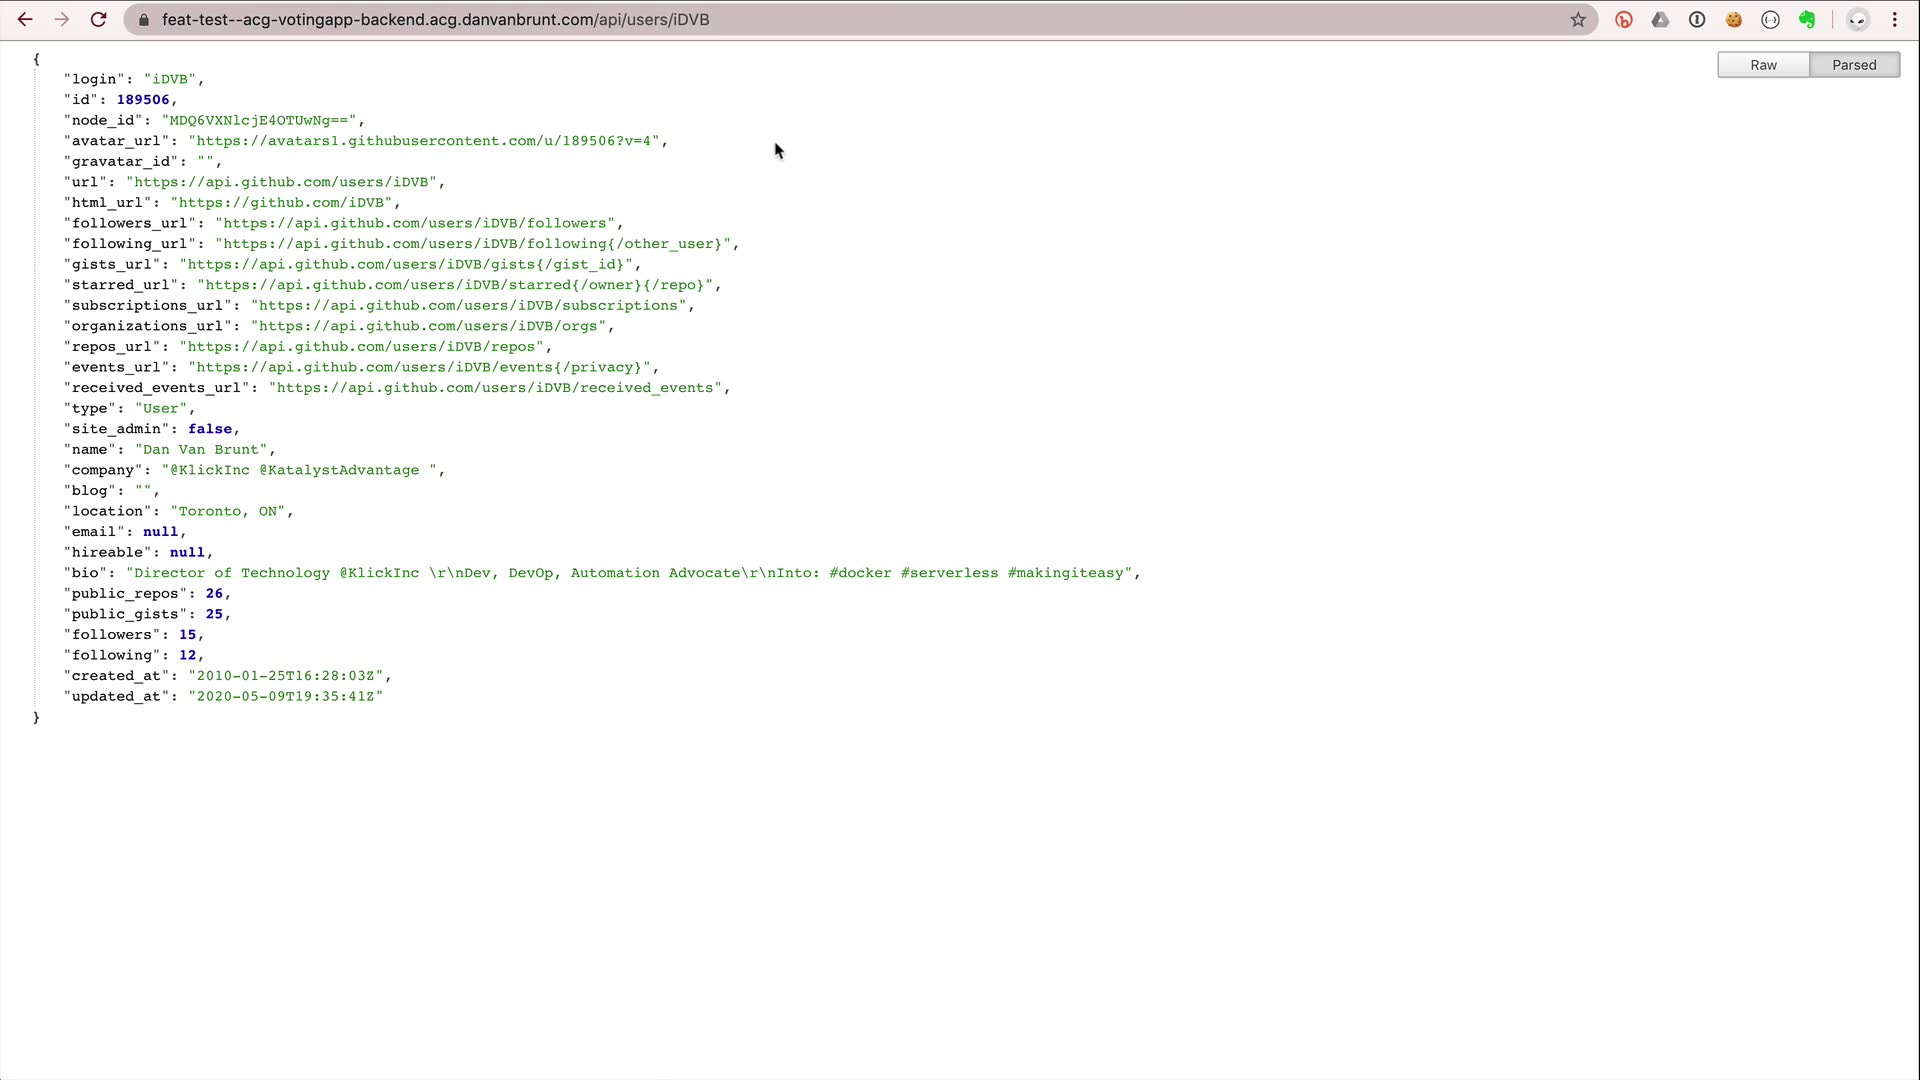 feat-test--acg-votingapp-backend.acg.danvanbrunt.com/api/users/iDVB
Raw Parsed
{
"login": "iDVB",
"id": 189506,
"node_id": "MDQ6VXNlcjE4OTUwNg==",
"avatar_url": "https://avatars1.githubusercontent.com/u/189506?v=4",
"gravatar_id": "",
"url": "https://api.github.com/users/iDVB",
"html_url": "https://github.com/iDVB",
"followers_url": "https://api.github.com/users/iDVB/followers",
"following_url": "https://api.github.com/users/iDVB/following{/other_user}",
"gists_url": "https://api.github.com/users/iDVB/gists{/gist_id}",
"starred_url": "https://api.github.com/users/iDVB/starred{/owner}{/repo}",
"subscriptions_url": "https://api.github.com/users/iDVB/subscriptions",
"organizations_url": "https://api.github.com/users/iDVB/orgs",
"repos_url": "https://api.github.com/users/iDVB/repos",
"events_url": "https://api.github.com/users/iDVB/events{/privacy}",
"received_events_url": "https://api.github.com/users/iDVB/received_events",
"type": "User",
"site_admin": false,
"name": "Dan Van Brunt",
"company": "@KlickInc @KatalystAdvantage ",
"blog": "",
"location": "Toronto, ON",
"email": null,
"hireable": null,
"bio": "Director of Technology @KlickInc \r\nDev, DevOp, Automation Advocate\r\nInto: #docker #serverless #makingiteasy",
"public_repos": 26,
"public_gists": 25,
"followers": 15,
"following": 12,
"created_at": "2010-01-25T16:28:03Z",
"updated_at": "2020-05-09T19:35:41Z"
}